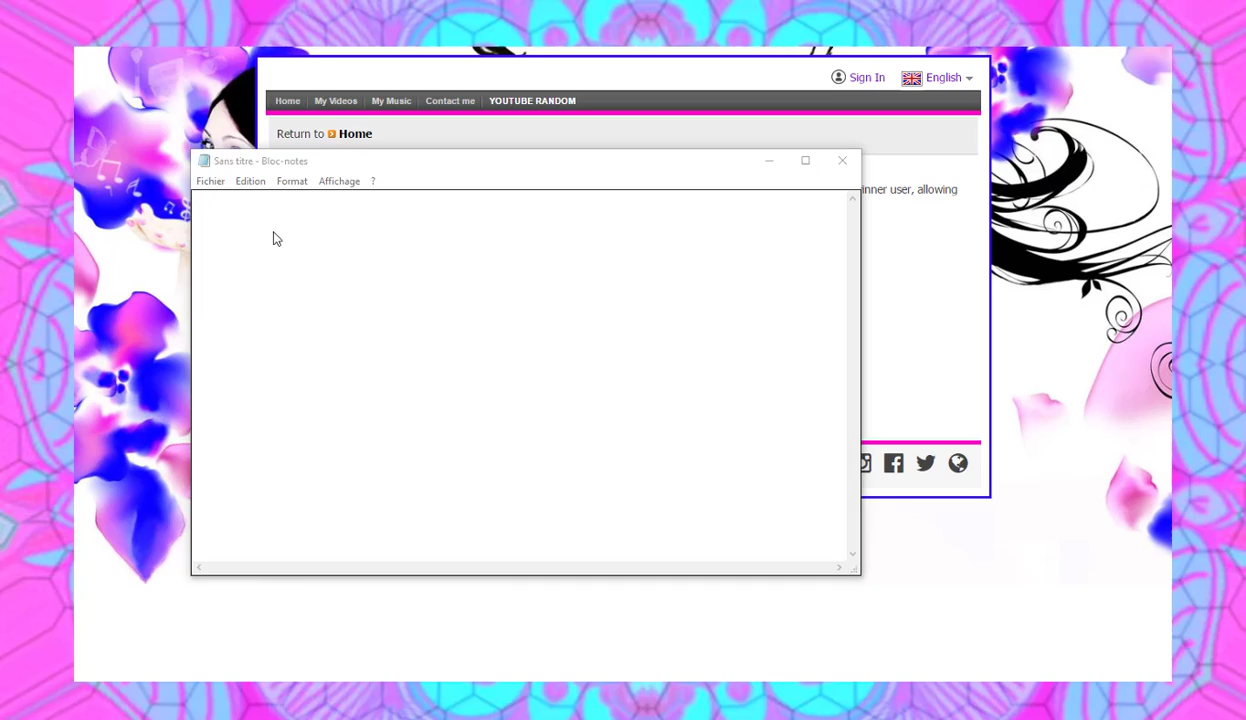 Sign In English
Home My Videos My Music Contact me YOUTUBE RANDOM
Return to Home
Sans titre - Bloc-notes
Fichier Edition Format Affichage ?
inner user, allowing